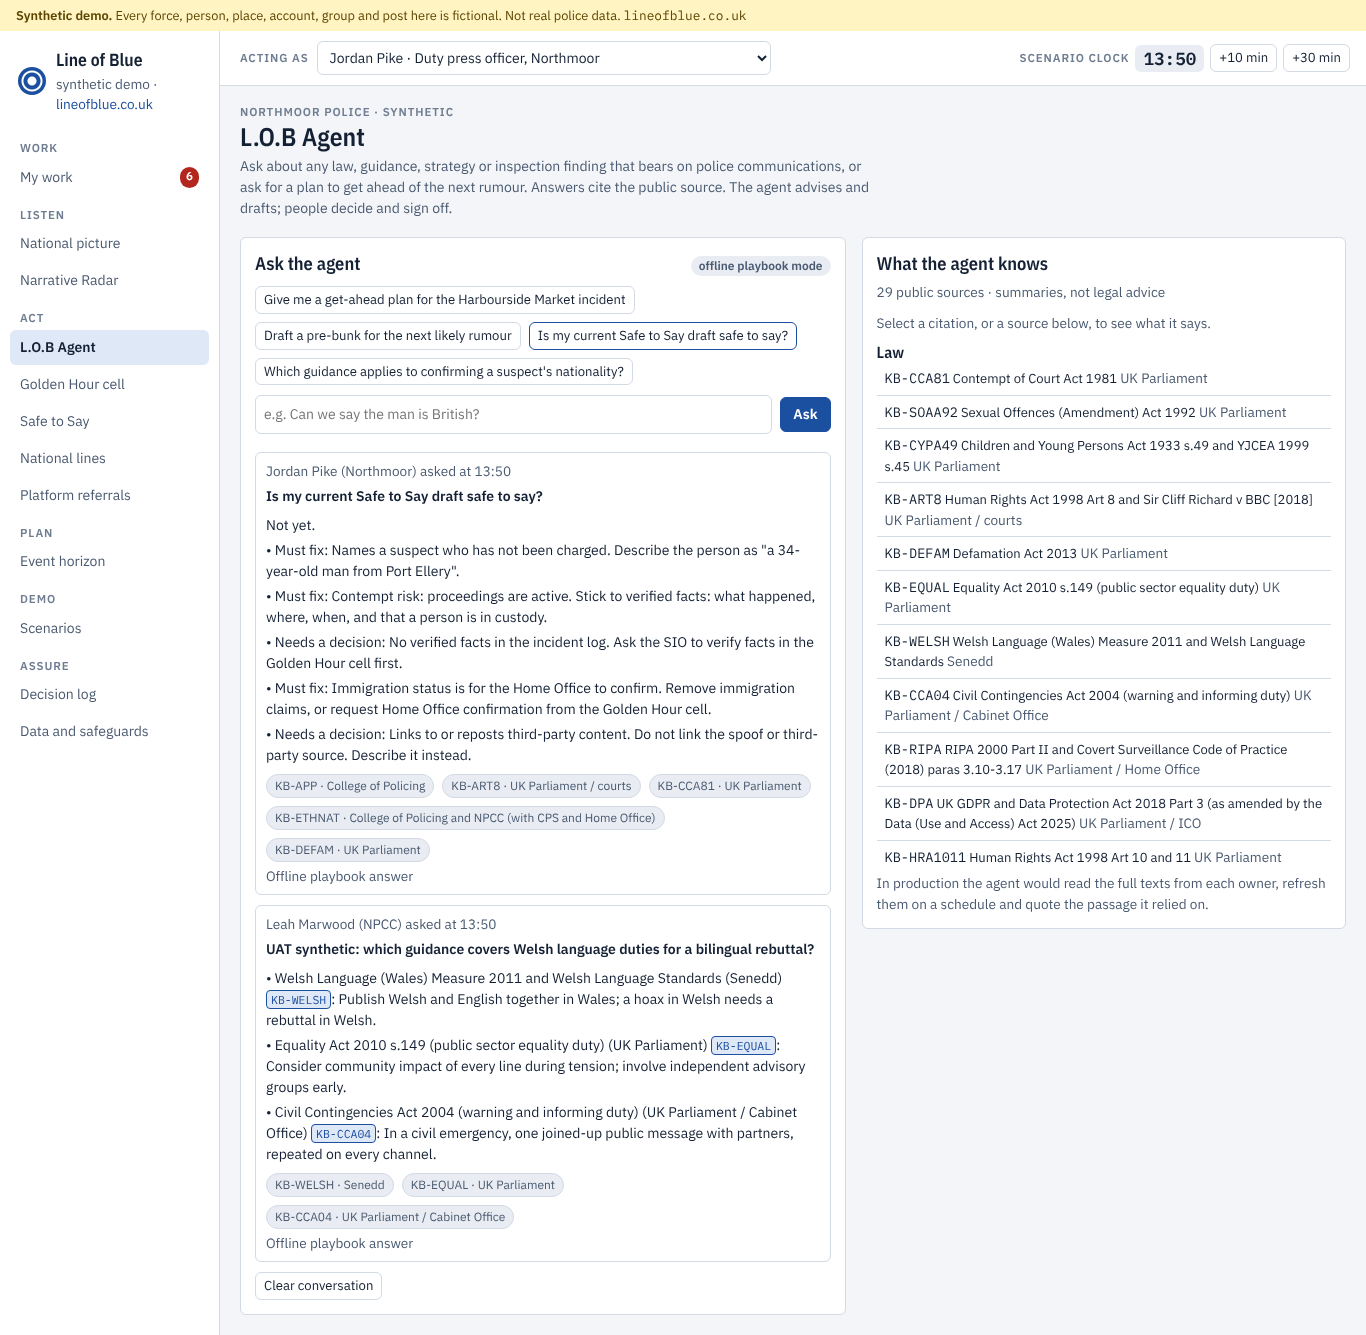 Synthetic demo. Every force, person, place, account, group and post here is fictional. Not real police data. lineofblue.co.uk
Line of Blue
synthetic demo ·
lineofblue.co.uk
WORK
My work 6
LISTEN
National picture
Narrative Radar
ACT
L.O.B Agent
Golden Hour cell
Safe to Say
National lines
Platform referrals
PLAN
Event horizon
DEMO
Scenarios
ASSURE
Decision log
Data and safeguards
ACTING AS Jordan Pike · Duty press officer, Northmoor
SCENARIO CLOCK 13:50 +10 min +30 min
NORTHMOOR POLICE · SYNTHETIC
L.O.B Agent
Ask about any law, guidance, strategy or inspection finding that bears on police communications, or
ask for a plan to get ahead of the next rumour. Answers cite the public source. The agent advises and
drafts; people decide and sign off.
Ask the agent
offline playbook mode
Give me a get-ahead plan for the Harbourside Market incident
Draft a pre-bunk for the next likely rumour
Is my current Safe to Say draft safe to say?
Which guidance applies to confirming a suspect's nationality?
e.g. Can we say the man is British?
Ask
Jordan Pike (Northmoor) asked at 13:50
Is my current Safe to Say draft safe to say?
Not yet.
• Must fix: Names a suspect who has not been charged. Describe the person as "a 34-
year-old man from Port Ellery".
• Must fix: Contempt risk: proceedings are active. Stick to verified facts: what happened,
where, when, and that a person is in custody.
• Needs a decision: No verified facts in the incident log. Ask the SIO to verify facts in the
Golden Hour cell first.
• Must fix: Immigration status is for the Home Office to confirm. Remove immigration
claims, or request Home Office confirmation from the Golden Hour cell.
• Needs a decision: Links to or reposts third-party content. Do not link the spoof or third-
party source. Describe it instead.
KB-APP · College of Policing
KB-ART8 · UK Parliament / courts
KB-CCA81 · UK Parliament
KB-ETHNAT · College of Policing and NPCC (with CPS and Home Office)
KB-DEFAM · UK Parliament
Offline playbook answer
Leah Marwood (NPCC) asked at 13:50
UAT synthetic: which guidance covers Welsh language duties for a bilingual rebuttal?
• Welsh Language (Wales) Measure 2011 and Welsh Language Standards (Senedd)
KB-WELSH: Publish Welsh and English together in Wales; a hoax in Welsh needs a
rebuttal in Welsh.
• Equality Act 2010 s.149 (public sector equality duty) (UK Parliament) KB-EQUAL:
Consider community impact of every line during tension; involve independent advisory
groups early.
• Civil Contingencies Act 2004 (warning and informing duty) (UK Parliament / Cabinet
Office) KB-CCA04: In a civil emergency, one joined-up public message with partners,
repeated on every channel.
KB-WELSH · Senedd
KB-EQUAL · UK Parliament
KB-CCA04 · UK Parliament / Cabinet Office
Offline playbook answer
Clear conversation
What the agent knows
29 public sources · summaries, not legal advice
Select a citation, or a source below, to see what it says.
Law
KB-CCA81 Contempt of Court Act 1981 UK Parliament
KB-SOAA92 Sexual Offences (Amendment) Act 1992 UK Parliament
KB-CYPA49 Children and Young Persons Act 1933 s.49 and YJCEA 1999
s.45 UK Parliament
KB-ART8 Human Rights Act 1998 Art 8 and Sir Cliff Richard v BBC [2018]
UK Parliament / courts
KB-DEFAM Defamation Act 2013 UK Parliament
KB-EQUAL Equality Act 2010 s.149 (public sector equality duty) UK
Parliament
KB-WELSH Welsh Language (Wales) Measure 2011 and Welsh Language
Standards Senedd
KB-CCA04 Civil Contingencies Act 2004 (warning and informing duty) UK
Parliament / Cabinet Office
KB-RIPA RIPA 2000 Part II and Covert Surveillance Code of Practice
(2018) paras 3.10-3.17 UK Parliament / Home Office
KB-DPA UK GDPR and Data Protection Act 2018 Part 3 (as amended by the
Data (Use and Access) Act 2025) UK Parliament / ICO
KB-HRA1011 Human Rights Act 1998 Art 10 and 11 UK Parliament
In production the agent would read the full texts from each owner, refresh
them on a schedule and quote the passage it relied on.